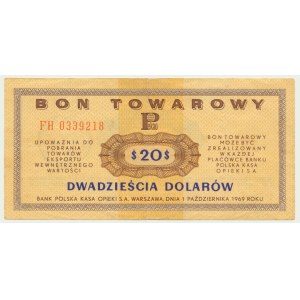 BON TOWAROWY
FH 0339218
UPOWAŻNIA DO
POBRANIA
TOWARÓW
EKSPORTU
WEWNĘTRZNEGO
WARTOŚCI
$20$
BON TOWAROWY
MOŻE BYĆ
ZREALIZOWANY
W KAŻDEJ
PLACÓWCE BANKU
POLSKA KASA
OPIEKI S.A.
DWADZIEŚCIA DOLARÓW
BANK POLSKA KASA OPIEKI S.A. WARSZAWA, DNIA 1 PAŹDZIERNIKA 1969 ROKU